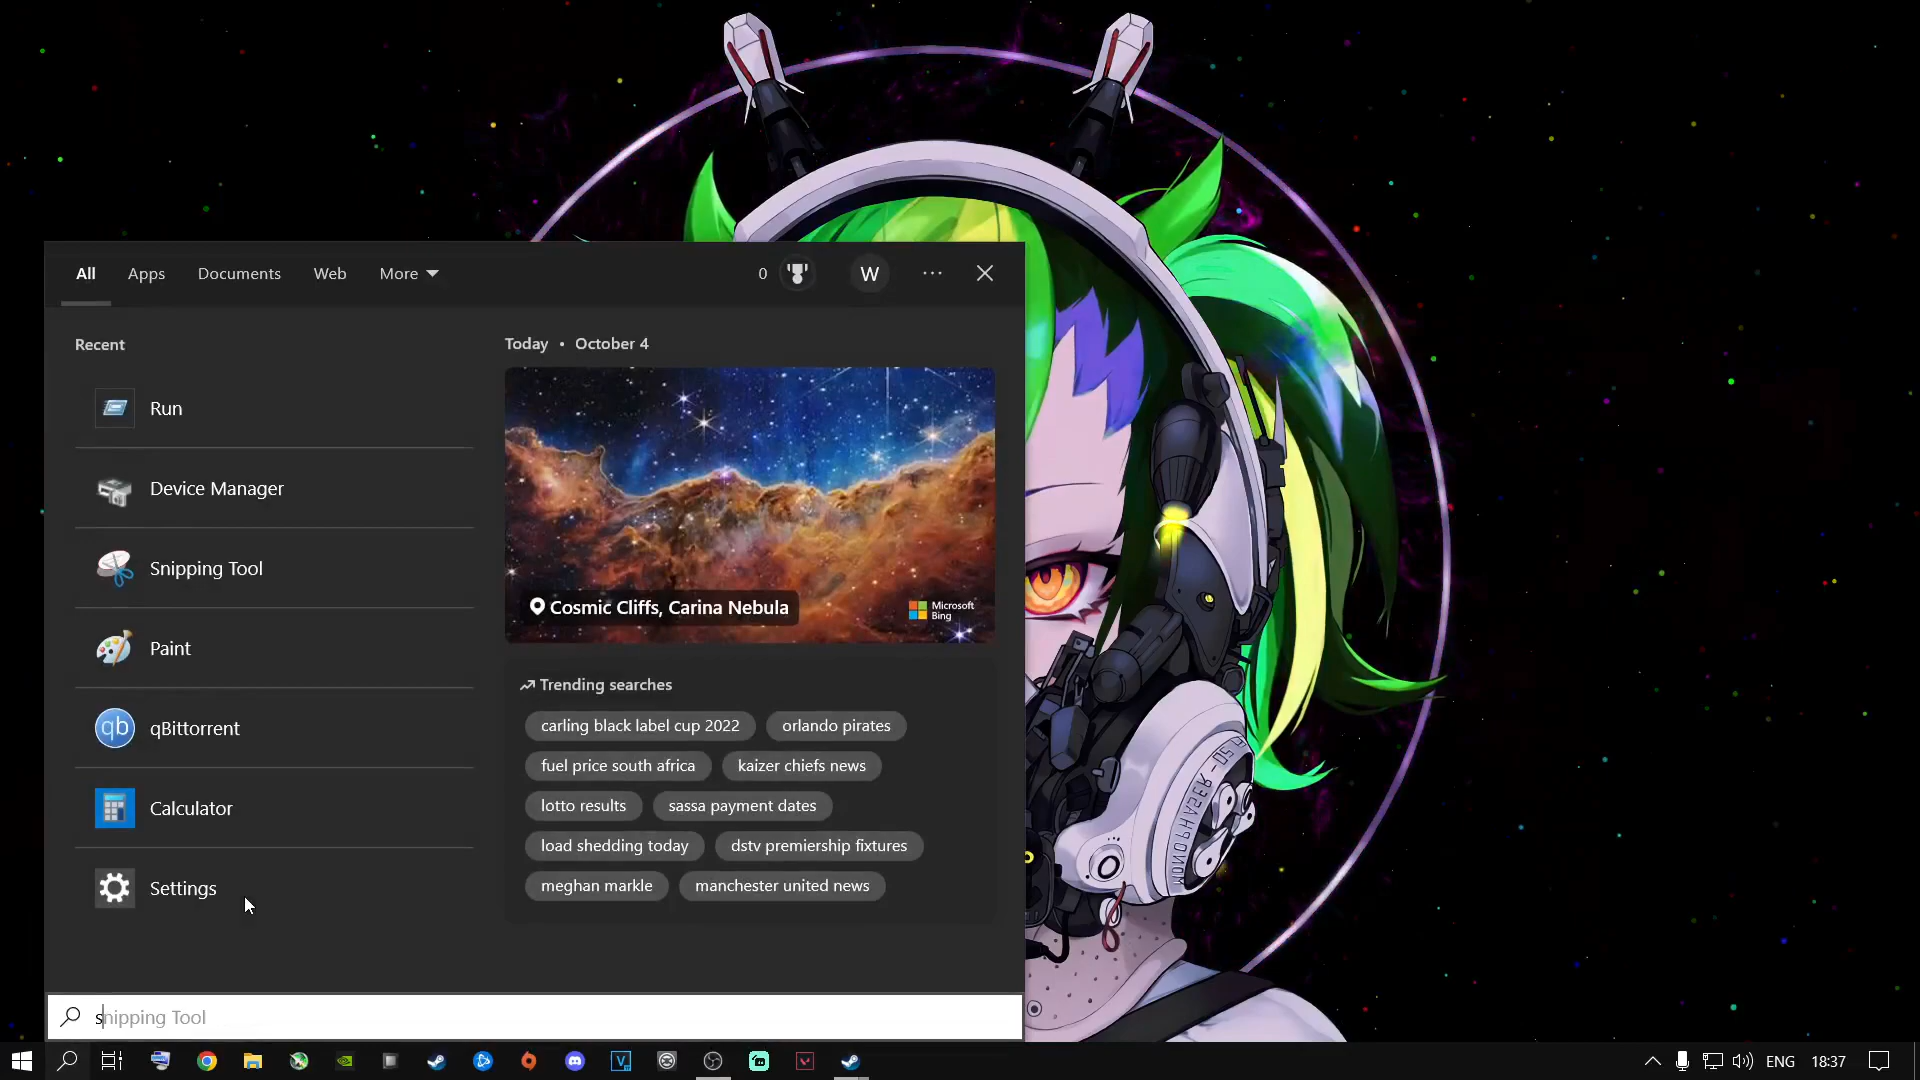 All Apps Documents Web More 0 W
Recent
Run
Device Manager
Snipping Tool
Paint
qBittorrent
Calculator
Settings
Today • October 4
Cosmic Cliffs, Carina Nebula
Microsoft
Bing
Trending searches
carling black label cup 2022
orlando pirates
fuel price south africa
kaizer chiefs news
lotto results
sassa payment dates
load shedding today
dstv premiership fixtures
meghan markle
manchester united news
MONOPHAZER-05
snipping Tool
ENG 18:37